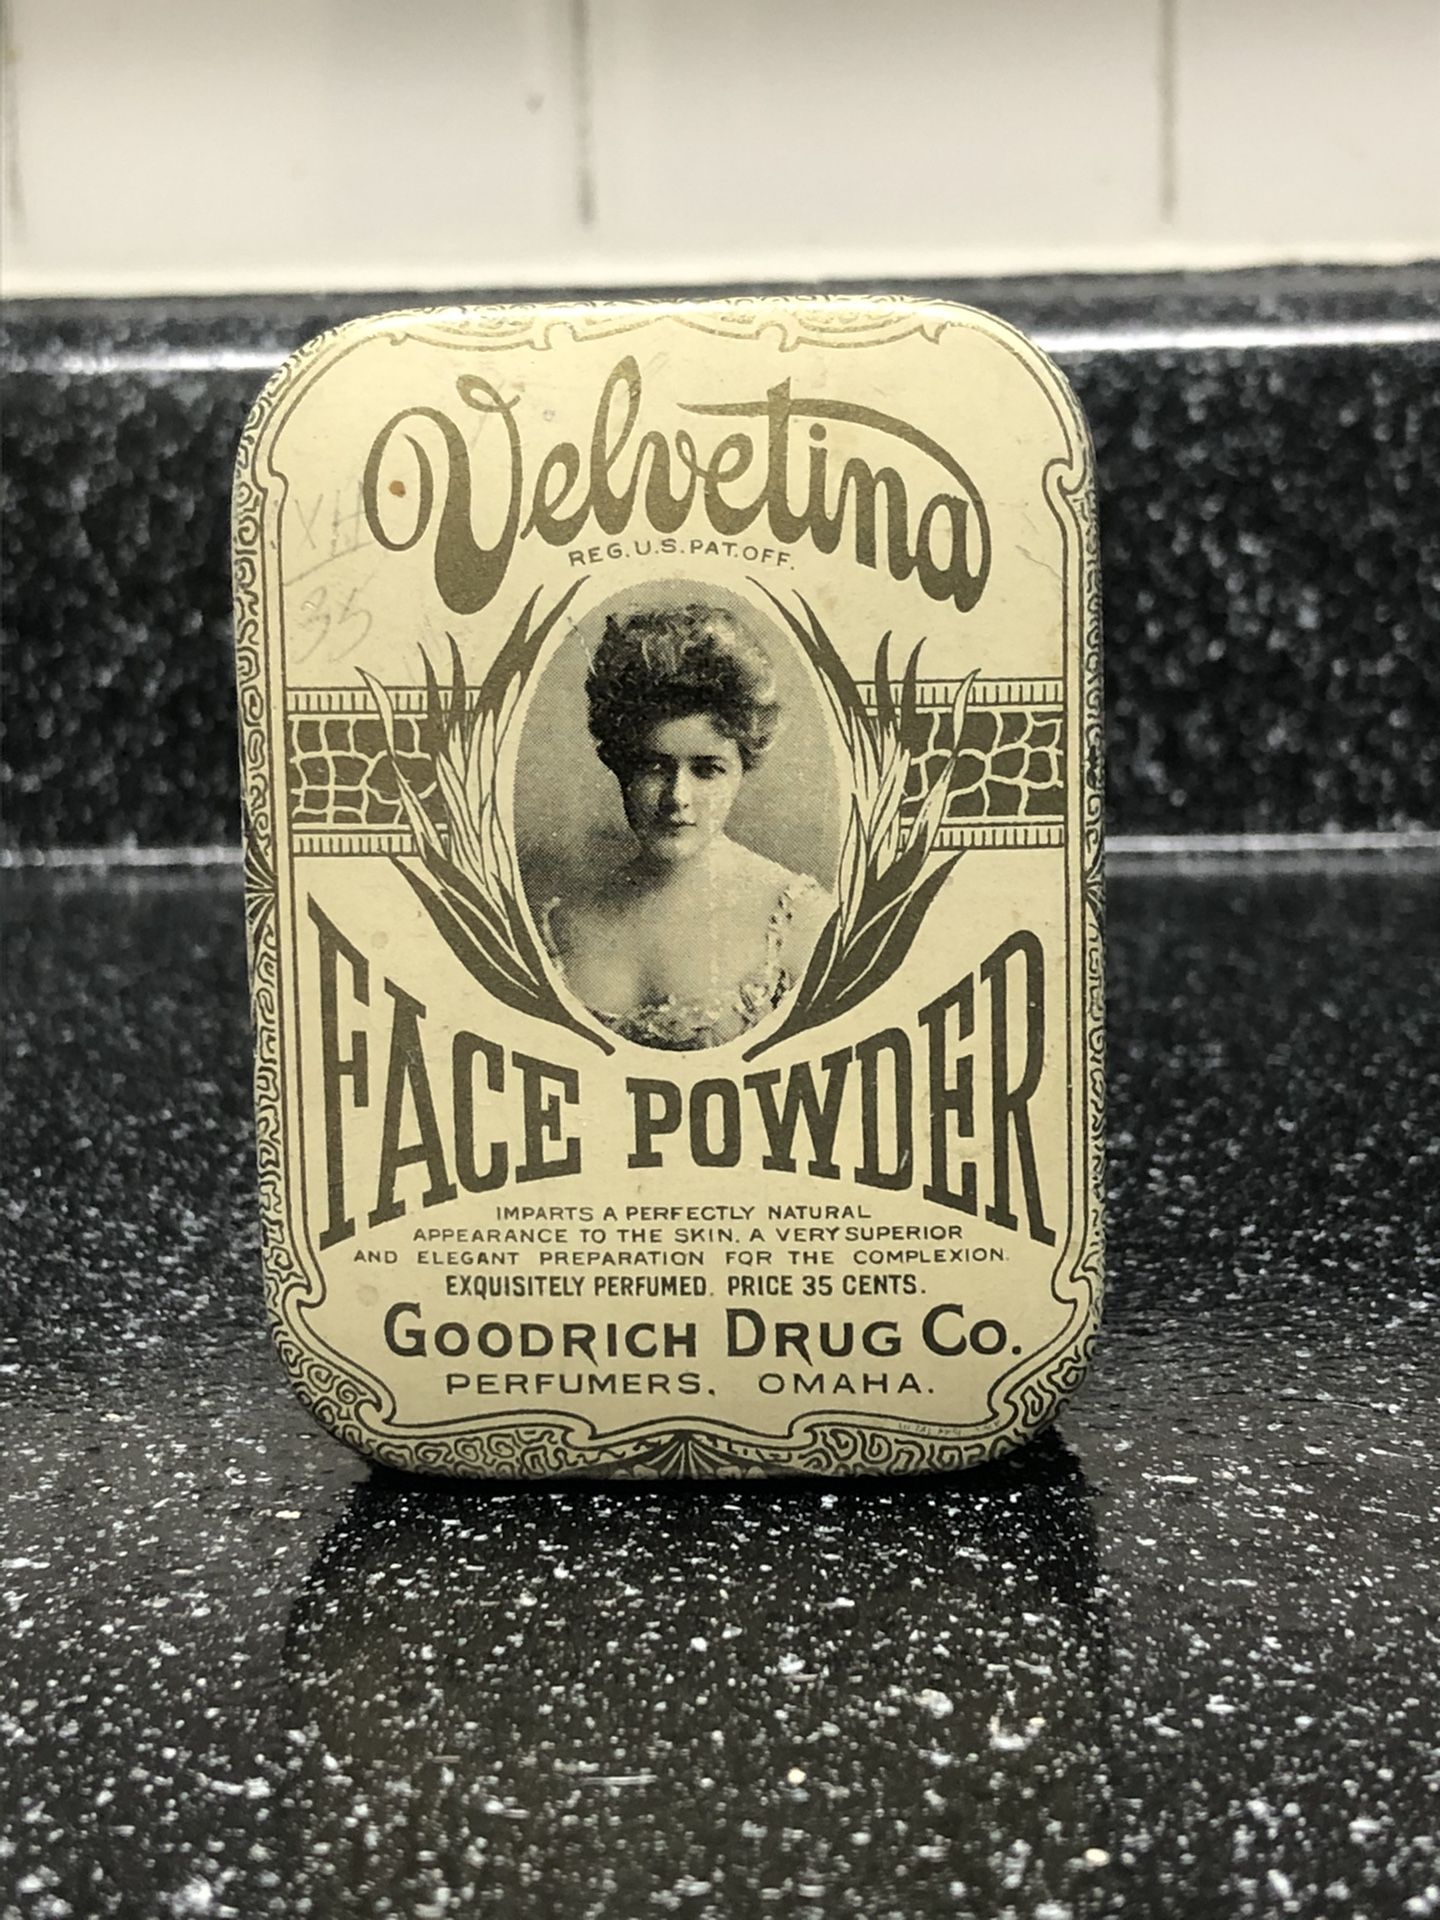 Velvetina
REG. U.S. PAT. OFF.
35
FACE POWDER
IMPARTS A PERFECTLY NATURAL
APPEARANCE TO THE SKIN. A VERY SUPERIOR
AND ELEGANT PREPARATION FOR THE COMPLEXION.
EXQUISITELY PERFUMED. PRICE 35 CENTS.
GOODRICH DRUG CO.
PERFUMERS. OMAHA.